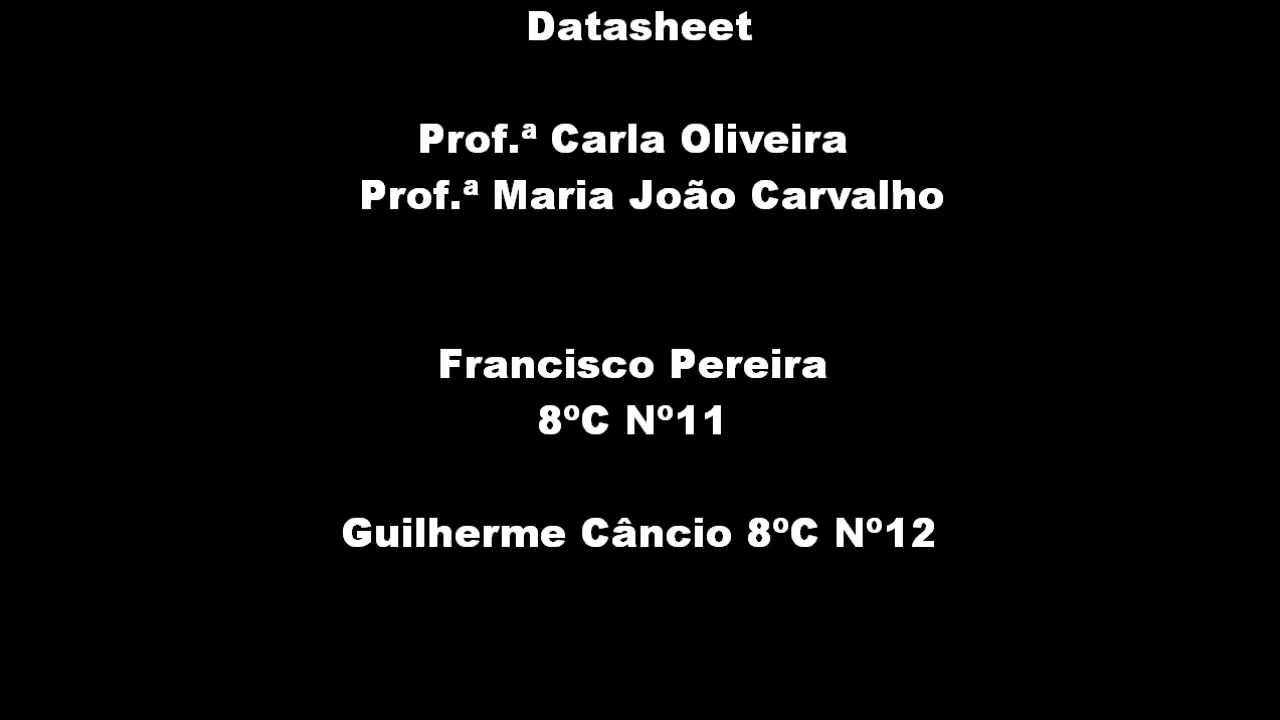 Datasheet
Prof.ª Carla Oliveira
Prof.ª Maria João Carvalho
Francisco Pereira
8ºC Nº11
Guilherme Câncio 8ºC Nº12